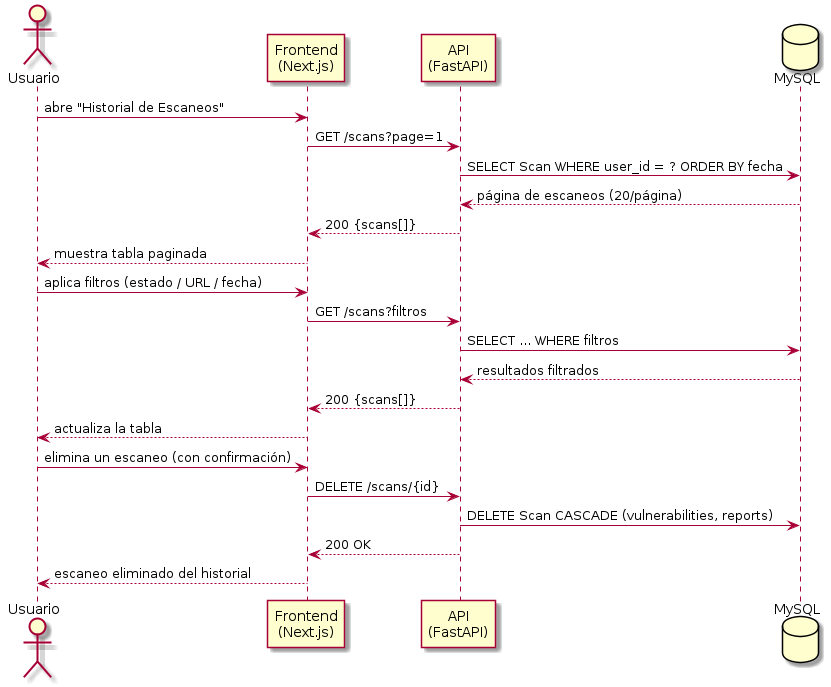 Usuario
Frontend
(Next.js)
API
(FastAPI)
MySQL
abre "Historial de Escaneos"
GET /scans?page=1
SELECT Scan WHERE user_id = ? ORDER BY fecha
página de escaneos (20/página)
200 {scans[]}
muestra tabla paginada
aplica filtros (estado / URL / fecha)
GET /scans?filtros
SELECT ... WHERE filtros
resultados filtrados
200 {scans[]}
actualiza la tabla
elimina un escaneo (con confirmación)
DELETE /scans/{id}
DELETE Scan CASCADE (vulnerabilities, reports)
200 OK
escaneo eliminado del historial
Usuario
Frontend
(Next.js)
API
(FastAPI)
MySQL